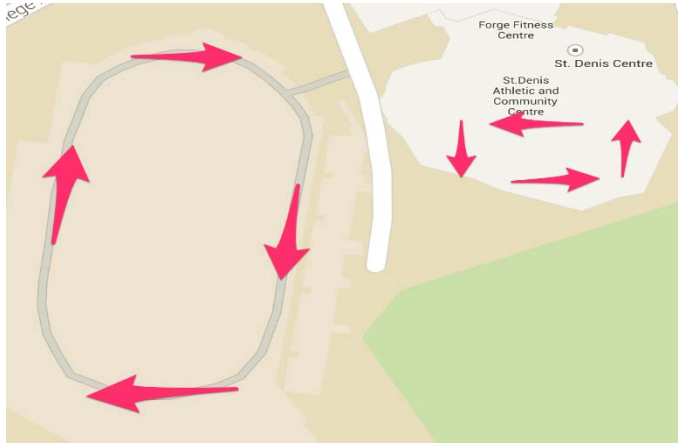 Forge Fitness
Centre
St. Denis Centre
St.Denis
Athletic and
Community
Centre